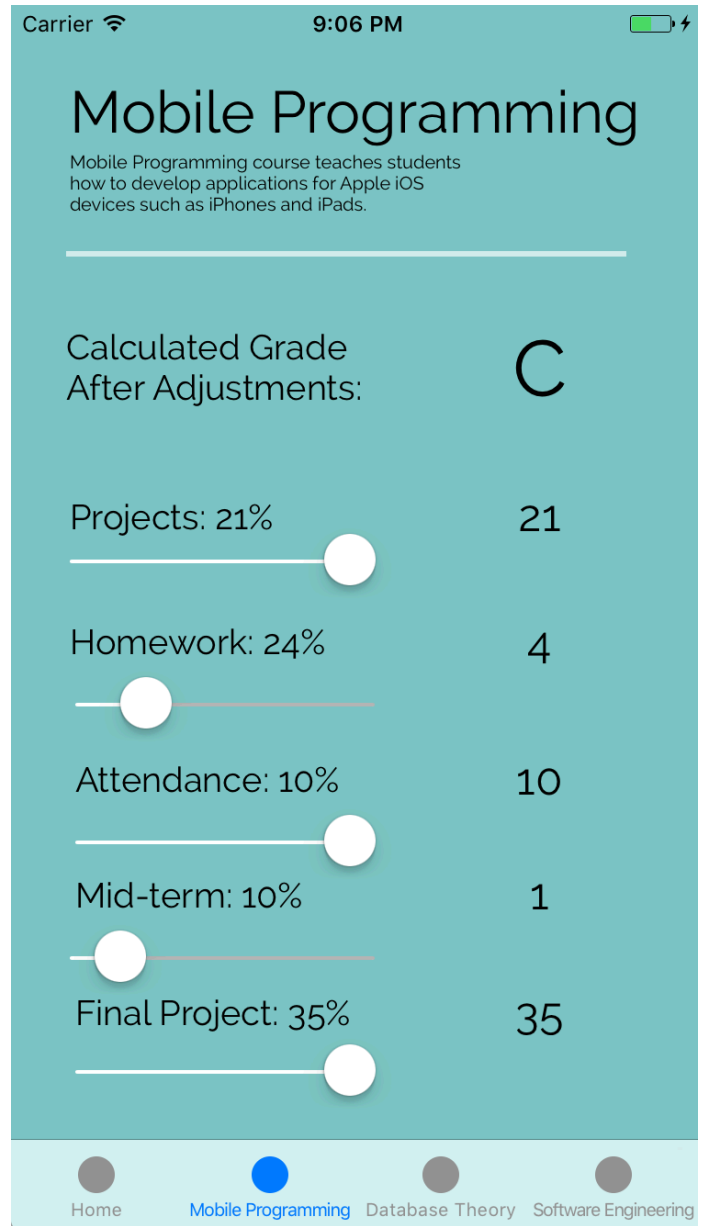 Carrier 9:06 PM
Mobile Programming
Mobile Programming course teaches students
how to develop applications for Apple iOS
devices such as iPhones and iPads.
Calculated Grade
After Adjustments:
C
Projects: 21% 21
Homework: 24% 4
Attendance: 10% 10
Mid-term: 10% 1
Final Project: 35% 35
Home Mobile Programming Database Theory Software Engineering